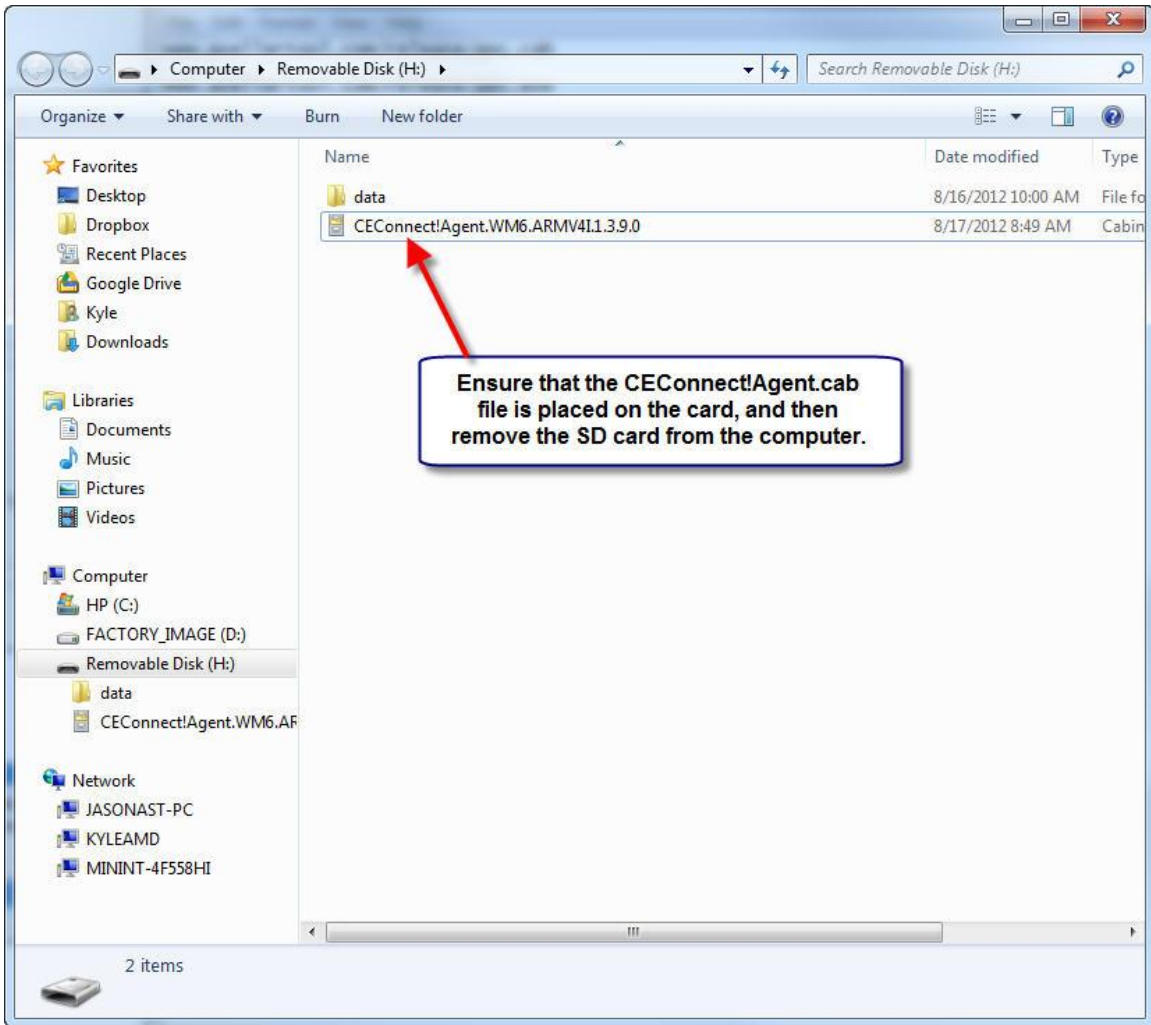 Computer ▸ Removable Disk (H:) ▸
Search Removable Disk (H:)
Organize Share with Burn New folder
Name Date modified Type
data 8/16/2012 10:00 AM File fo
CEConnect!Agent.WM6.ARMV4I.1.3.9.0 8/17/2012 8:49 AM Cabin
Favorites
Desktop
Dropbox
Recent Places
Google Drive
Kyle
Downloads
Libraries
Documents
Music
Pictures
Videos
Computer
HP (C:)
FACTORY_IMAGE (D:)
Removable Disk (H:)
data
CEConnect!Agent.WM6.AR
Network
JASONAST-PC
KYLEAMD
MININT-4F558HI
Ensure that the CEConnect!Agent.cab
file is placed on the card, and then
remove the SD card from the computer.
2 items